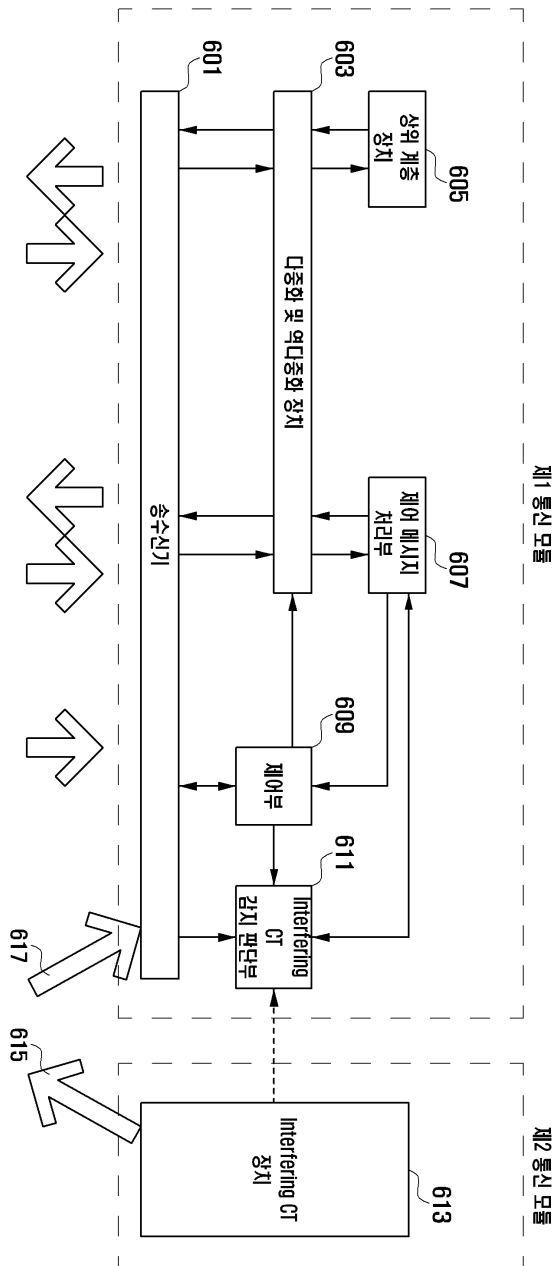 제1 통신 모듈
605
상위 계층
장치
607
제어 메시지
처리부
603
다중화 및 역다중화 장치
609
제어부
611
Interfering
CT
감지 판단부
601
송수신기
617
제2 통신 모듈
613
Interfering CT
장치
615